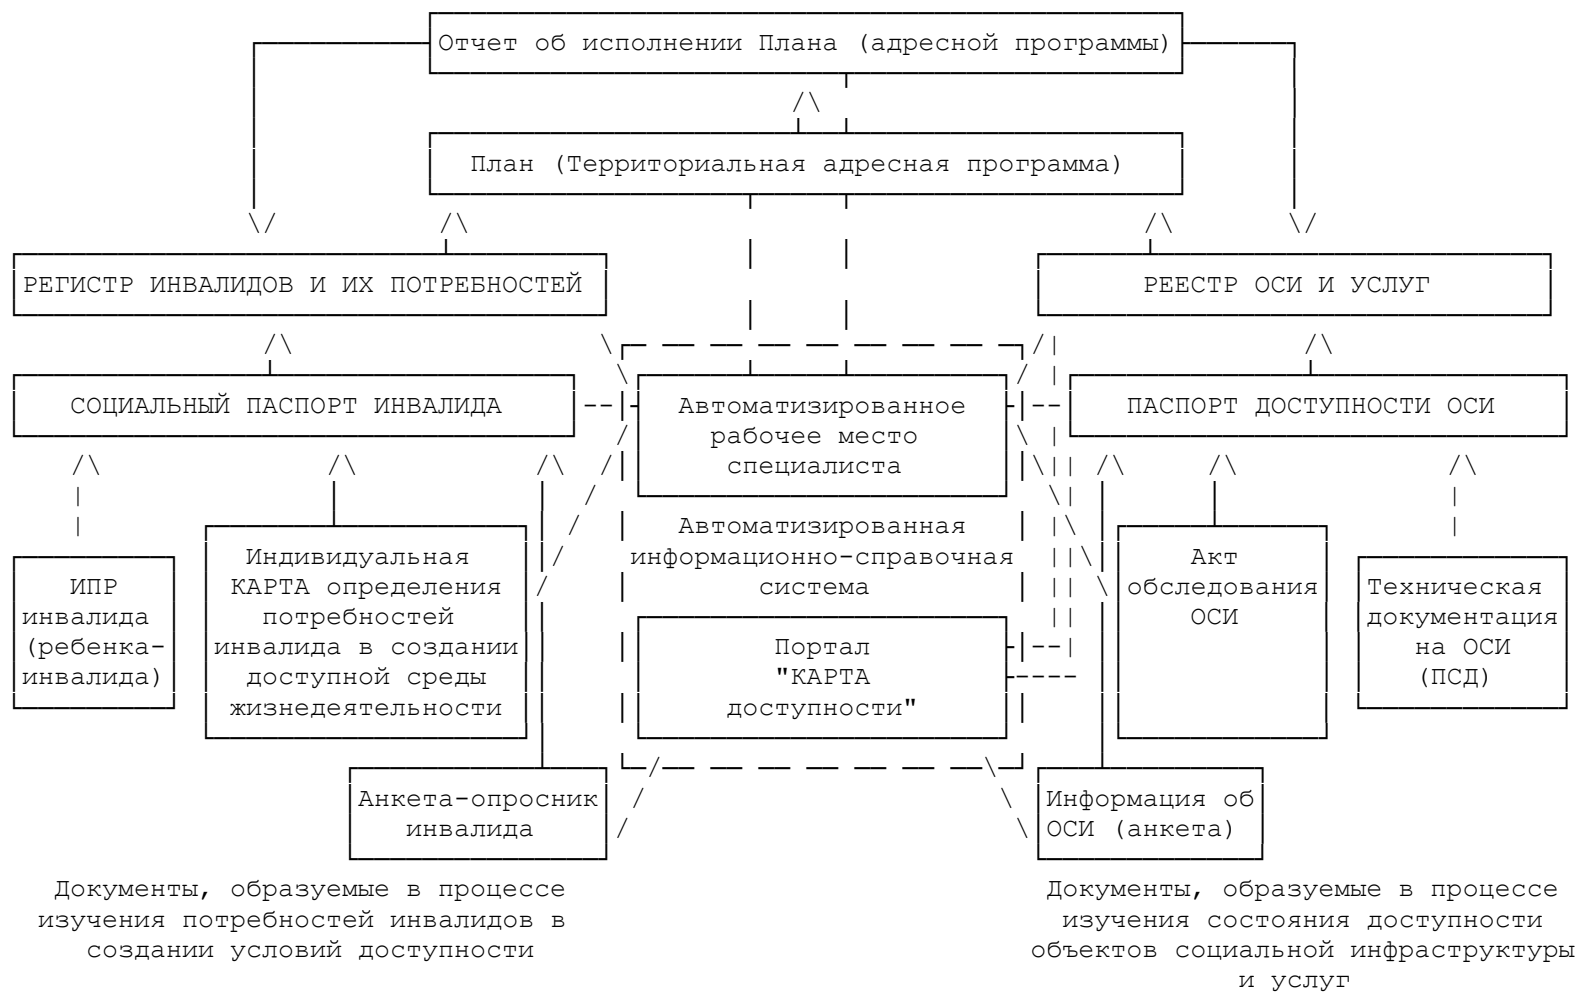 Отчет об исполнении Плана (адресной программы)
План (Территориальная адресная программа)
РЕГИСТР ИНВАЛИДОВ И ИХ ПОТРЕБНОСТЕЙ
РЕЕСТР ОСИ И УСЛУГ
СОЦИАЛЬНЫЙ ПАСПОРТ ИНВАЛИДА
Автоматизированное
рабочее место
специалиста
ПАСПОРТ ДОСТУПНОСТИ ОСИ
Автоматизированная
информационно-справочная
система
ИПР
инвалида
(ребенка-
инвалида)
Индивидуальная
КАРТА определения
потребностей
инвалида в создании
доступной среды
жизнедеятельности
Портал
"КАРТА
доступности"
Акт
обследования
ОСИ
Техническая
документация
на ОСИ
(ПСД)
Анкета-опросник
инвалида
Информация об
ОСИ (анкета)
Документы, образуемые в процессе
изучения потребностей инвалидов в
создании условий доступности
Документы, образуемые в процессе
изучения состояния доступности
объектов социальной инфраструктуры
и услуг